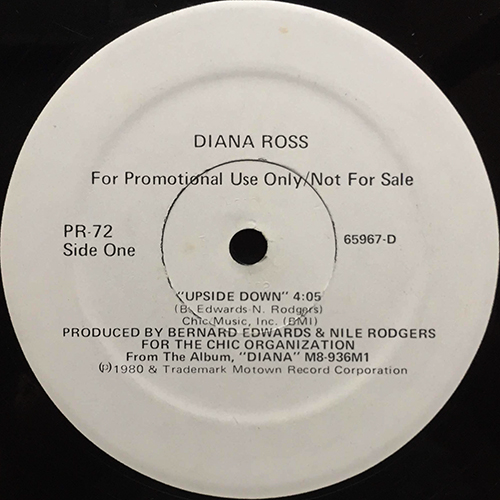 DIANA ROSS
For Promotional Use Only/Not For Sale
PR-72
Side One
65967-D
"UPSIDE DOWN" 4:05
(B. Edwards-N. Rodgers)
Chic Music, Inc. (BMI)
PRODUCED BY BERNARD EDWARDS & NILE RODGERS
FOR THE CHIC ORGANIZATION
From The Album, "DIANA" M8-936M1
℗1980 & Trademark Motown Record Corporation